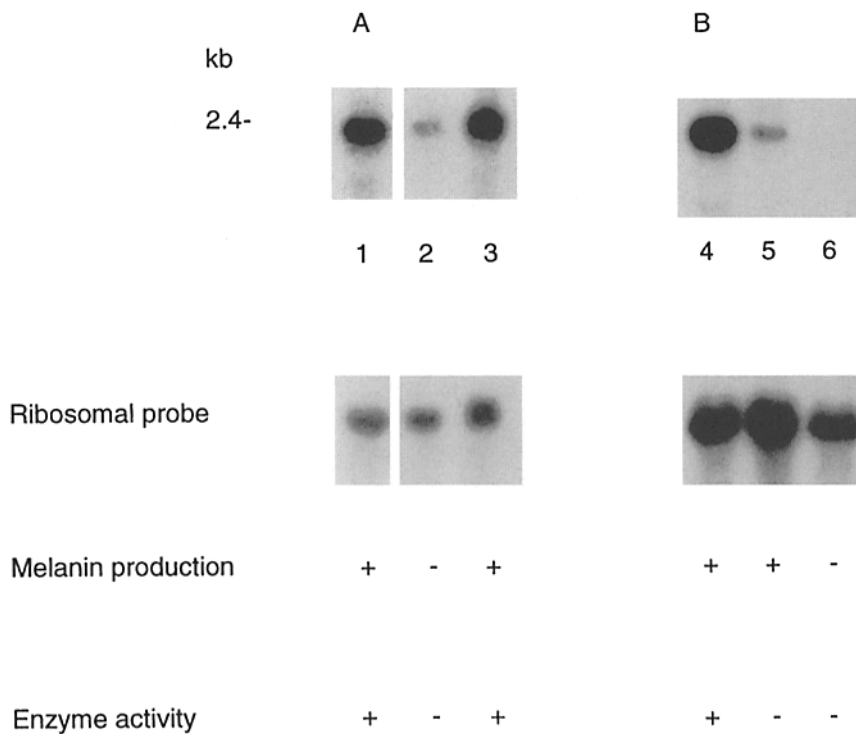 A B
kb
2.4-
1 2 3 4 5 6
Ribosomal probe
Melanin production + - + + + -
Enzyme activity + - + + - -